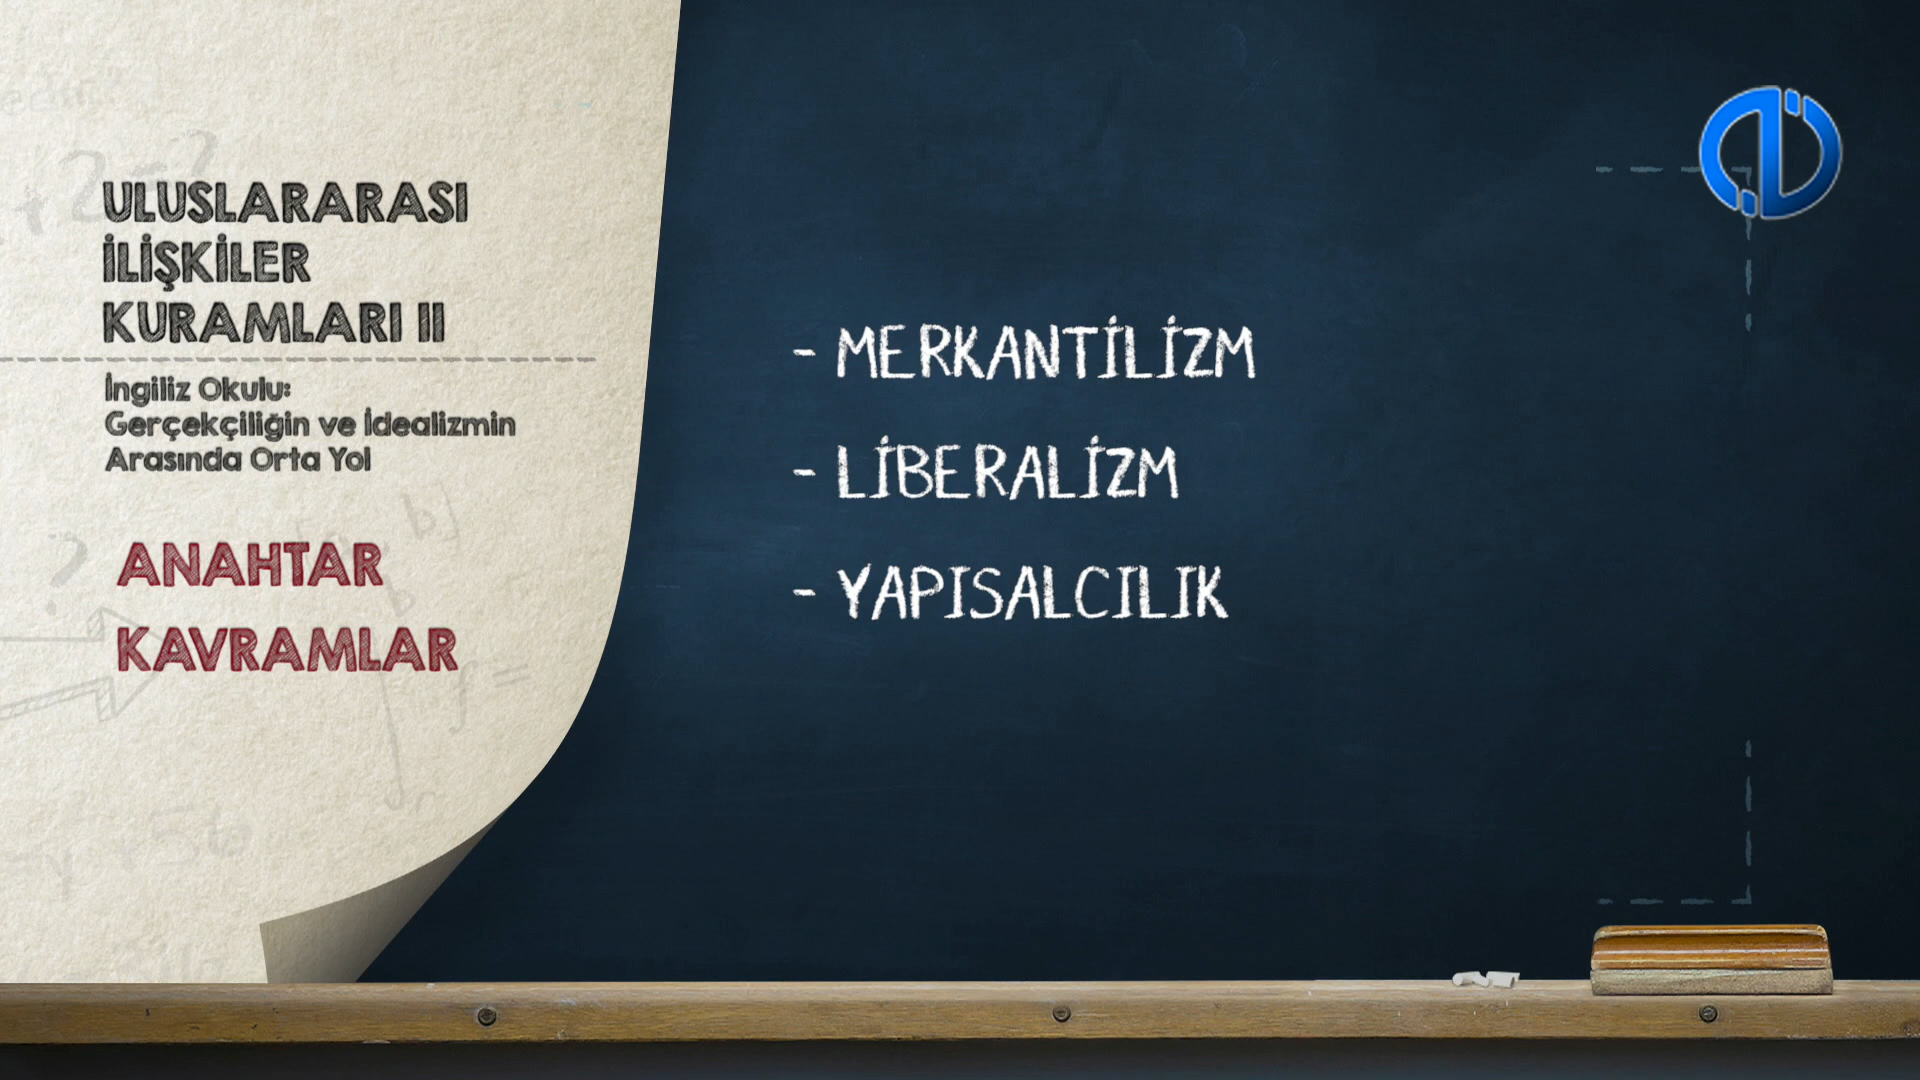 ULUSLARARASI
İLİŞKİLER
KURAMLARI II
İngiliz Okulu:
Gerçekçiliğin ve İdealizmin
Arasında Orta Yol
ANAHTAR
KAVRAMLAR
- MERKANTİLİZM
- LİBERALİZM
- YAPISALCILIK